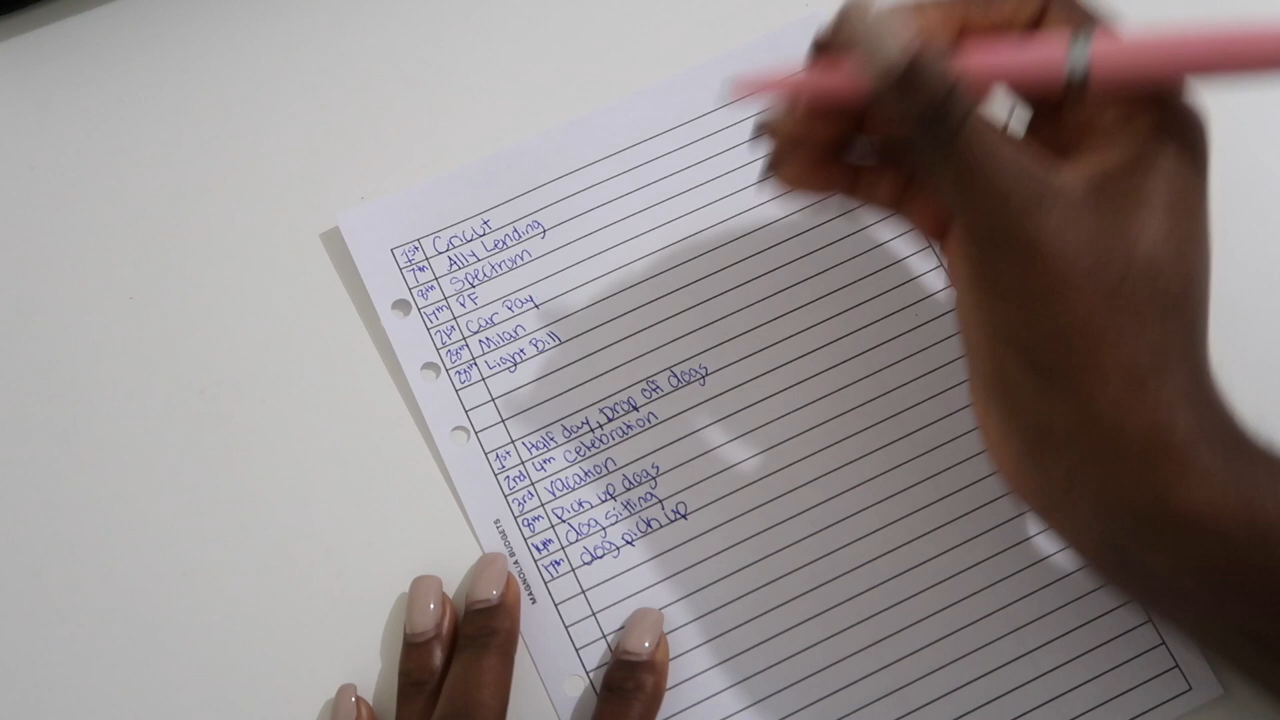 1st Cricut
7th Ally Lending
8th Spectrum
17th PF
21st Car Pay
28th Milan
28th Light Bill
1st Half day, Drop off dogs
2nd 4th celebration
3rd vacation
8th pick up dogs
14th dog sitting
17th dog pick up
MAGNOLIA BUDGETS